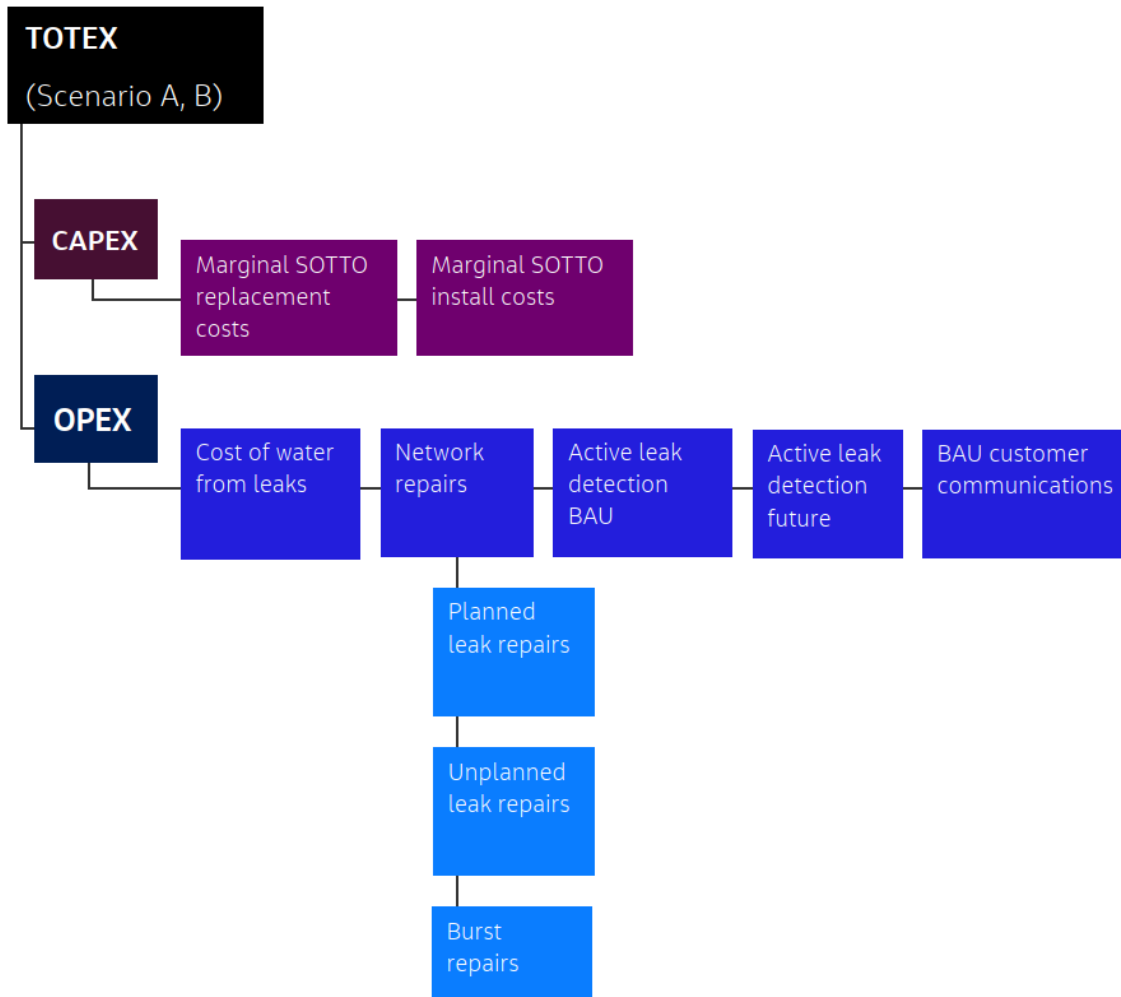 TOTEX
(Scenario A, B)
CAPEX
Marginal SOTTO
replacement
costs
Marginal SOTTO
install costs
OPEX
Cost of water
from leaks
Network
repairs
Active leak
detection
BAU
Active leak
detection
future
BAU customer
communications
Planned
leak repairs
Unplanned
leak repairs
Burst
repairs